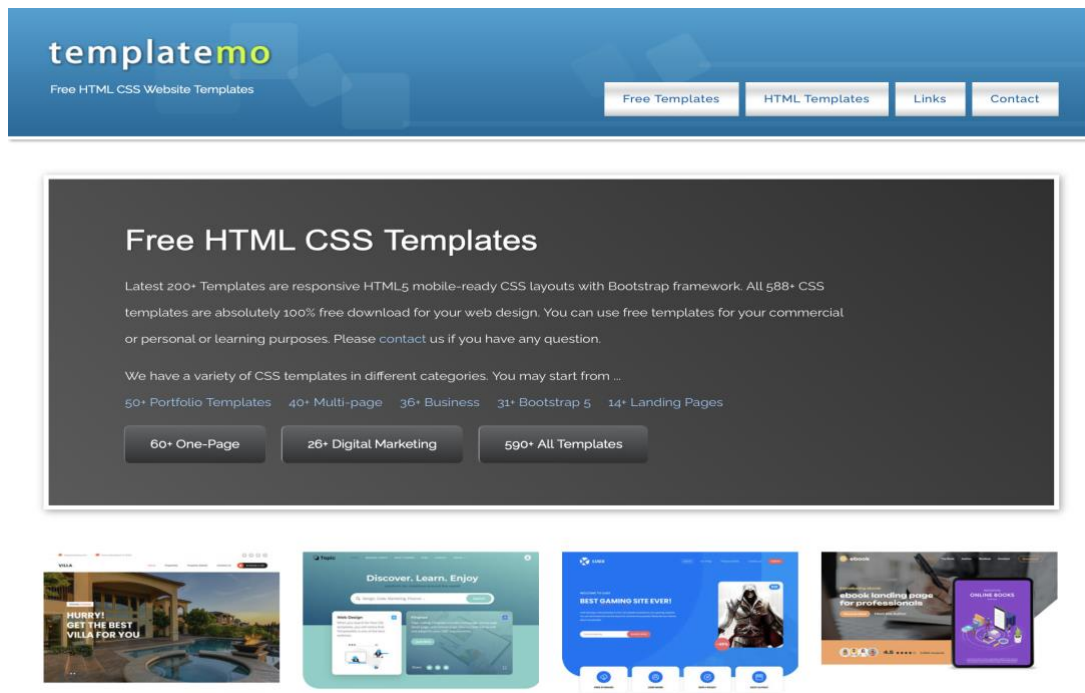 templatemo
Free HTML CSS Website Templates
Free Templates
HTML Templates
Links
Contact
Free HTML CSS Templates
Latest 200+ Templates are responsive HTML5 mobile-ready CSS layouts with Bootstrap framework. All 588+ CSS
templates are absolutely 100% free download for your web design. You can use free templates for your commercial
or personal or learning purposes. Please contact us if you have any question.
We have a variety of CSS templates in different categories. You may start from ...
50+ Portfolio Templates 40+ Multi-page 36+ Business 31+ Bootstrap 5 14+ Landing Pages
60+ One-Page
26+ Digital Marketing
590+ All Templates
VILLA
HURRY!
GET THE BEST
VILLA FOR YOU
Topic
Discover. Learn. Enjoy
Web Design
LUGX
BEST GAMING SITE EVER!
ebook
ebook landing page
for professionals
4.5
ONLINE BOOKS